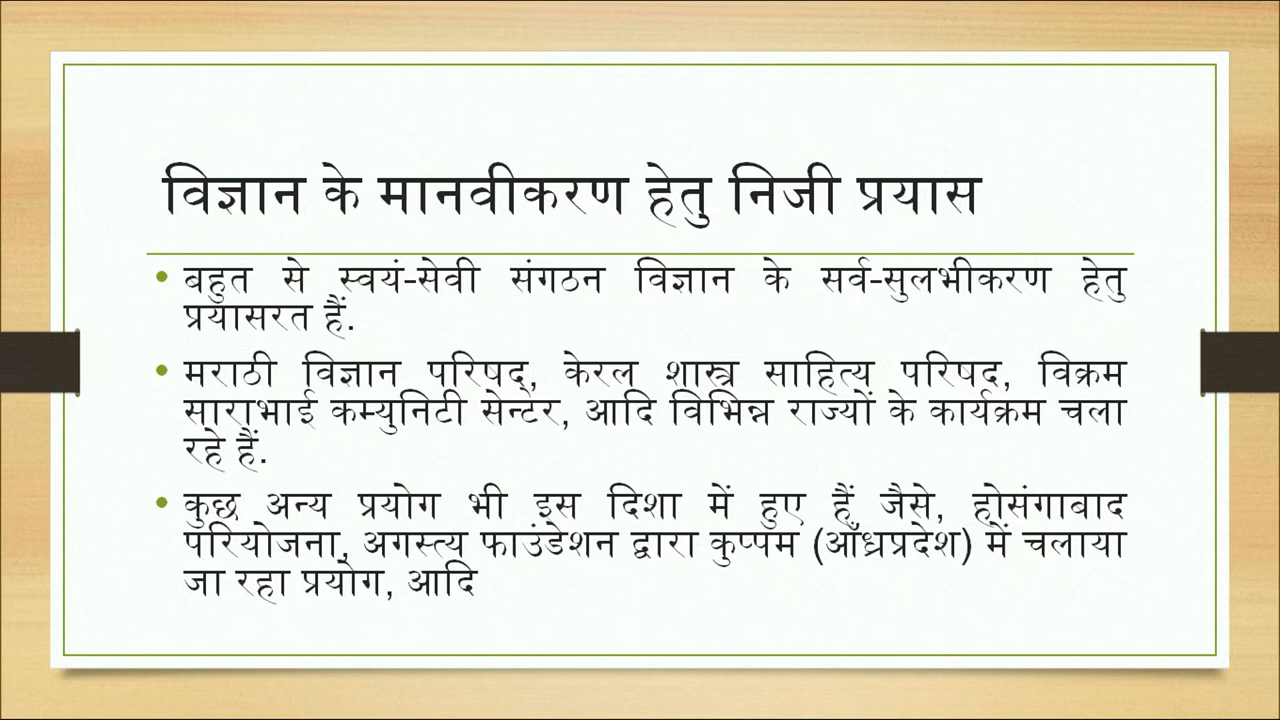 विज्ञान के मानवीकरण हेतु निजी प्रयास
• बहुत से स्वयं-सेवी संगठन विज्ञान के सर्व-सुलभीकरण हेतु
प्रयासरत हैं.
• मराठी विज्ञान परिषद्, केरल शास्त्र साहित्य परिषद, विक्रम
साराभाई कम्युनिटी सेन्टर, आदि विभिन्न राज्यों के कार्यक्रम चला
रहे हैं.
• कुछ अन्य प्रयोग भी इस दिशा में हुए हैं जैसे, होसंगाबाद
परियोजना, अगस्त्य फाउंडेशन द्वारा कुप्पम (आँध्रप्रदेश) में चलाया
जा रहा प्रयोग, आदि